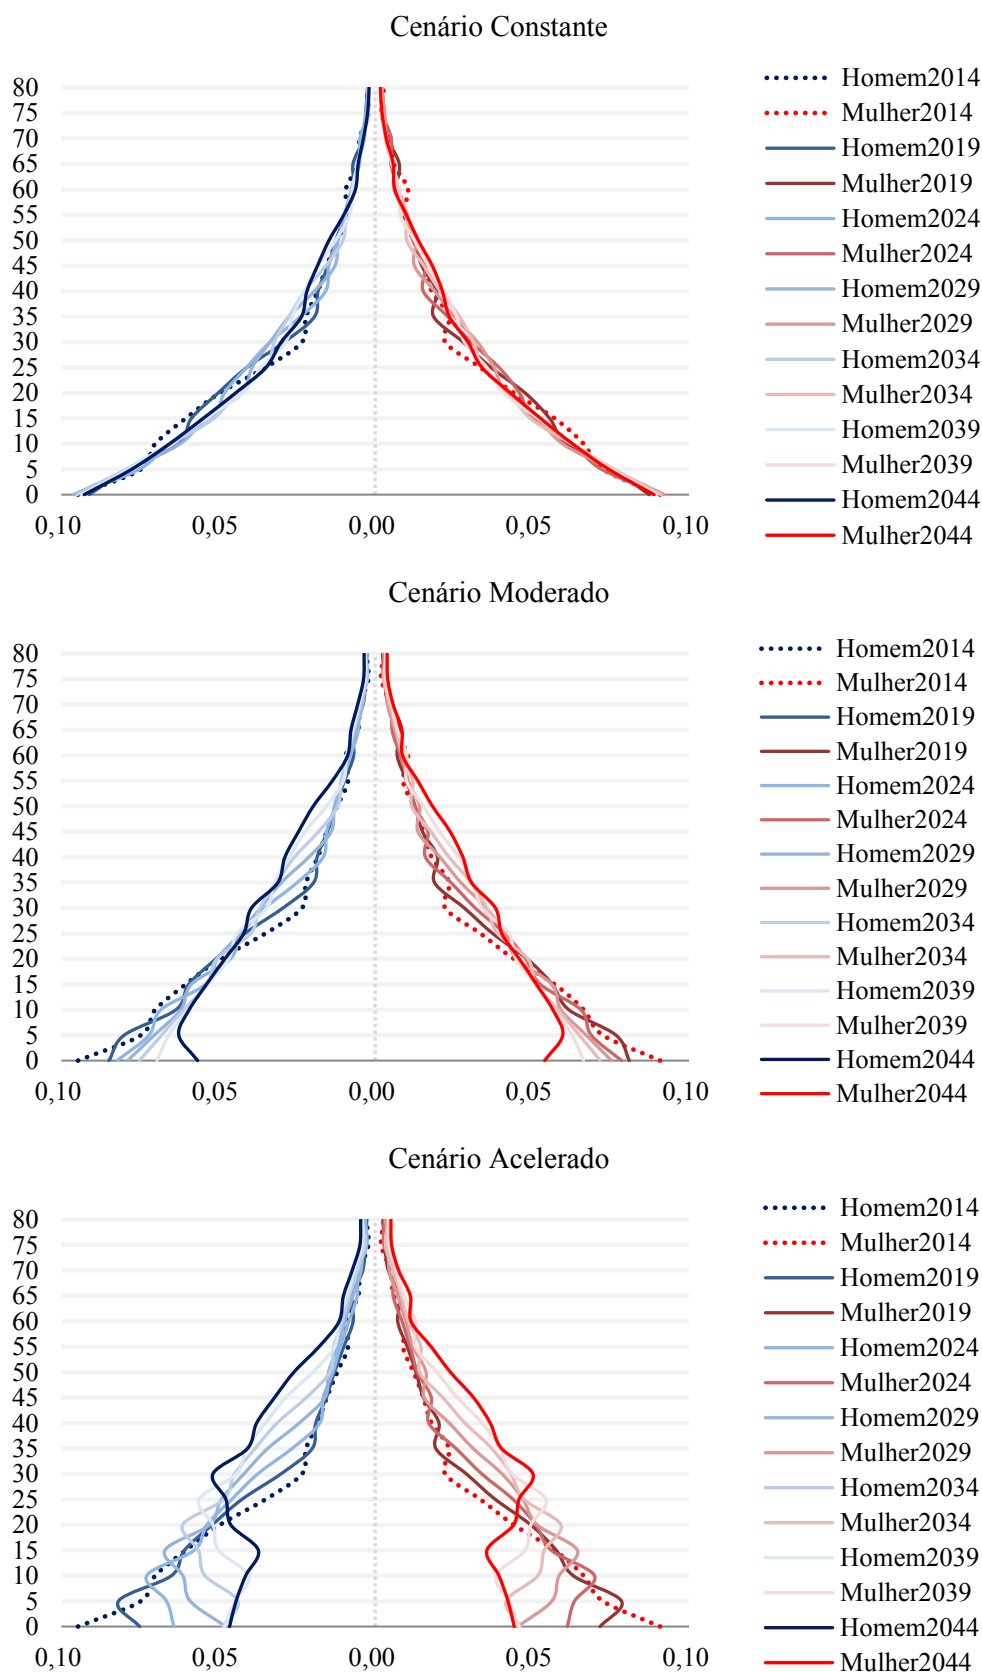 Cenário Constante
80
75
70
65
60
55
50
45
40
35
30
25
20
15
10
5
0
0,10 0,05 0,00 0,05 0,10
Homem2014
Mulher2014
Homem2019
Mulher2019
Homem2024
Mulher2024
Homem2029
Mulher2029
Homem2034
Mulher2034
Homem2039
Mulher2039
Homem2044
Mulher2044
Cenário Moderado
80
75
70
65
60
55
50
45
40
35
30
25
20
15
10
5
0
0,10 0,05 0,00 0,05 0,10
Homem2014
Mulher2014
Homem2019
Mulher2019
Homem2024
Mulher2024
Homem2029
Mulher2029
Homem2034
Mulher2034
Homem2039
Mulher2039
Homem2044
Mulher2044
Cenário Acelerado
80
75
70
65
60
55
50
45
40
35
30
25
20
15
10
5
0
0,10 0,05 0,00 0,05 0,10
Homem2014
Mulher2014
Homem2019
Mulher2019
Homem2024
Mulher2024
Homem2029
Mulher2029
Homem2034
Mulher2034
Homem2039
Mulher2039
Homem2044
Mulher2044